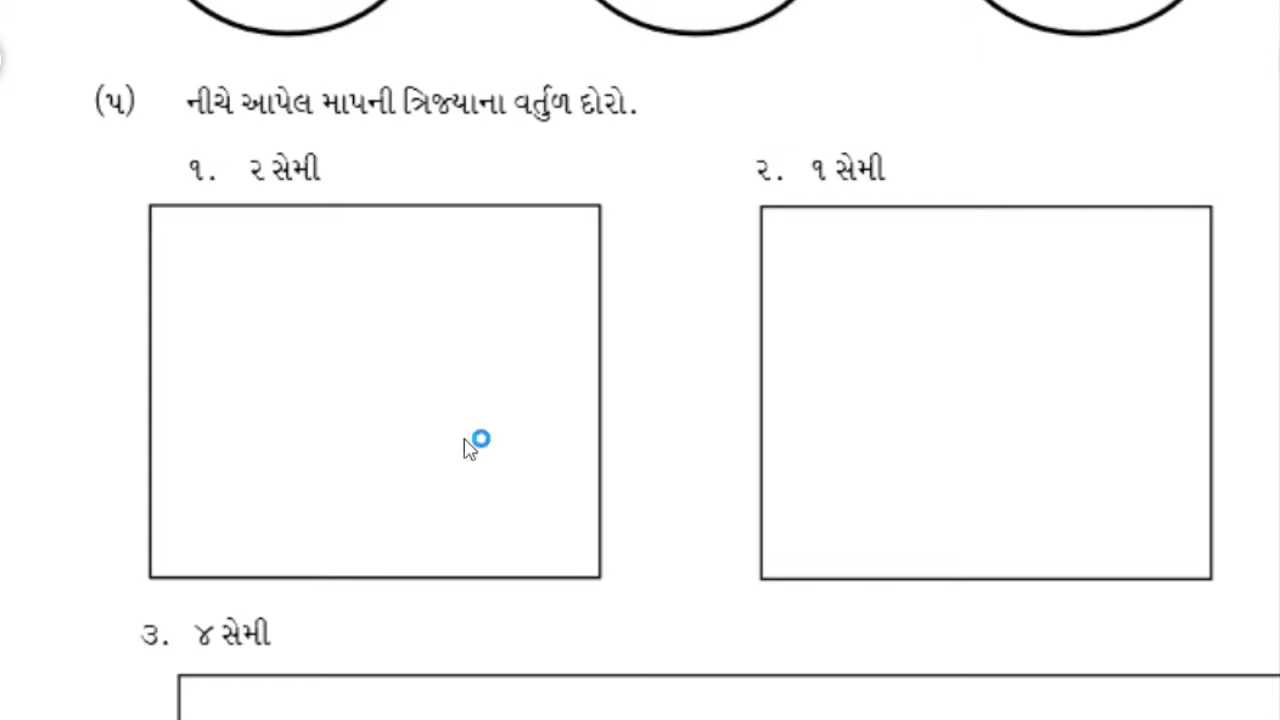 (૫) નીચે આપેલ માપની ત્રિજ્યાના વર્તુળ દોરો.
૧. ૨ સેમી
૨. ૧ સેમી
૩. ૪ સેમી